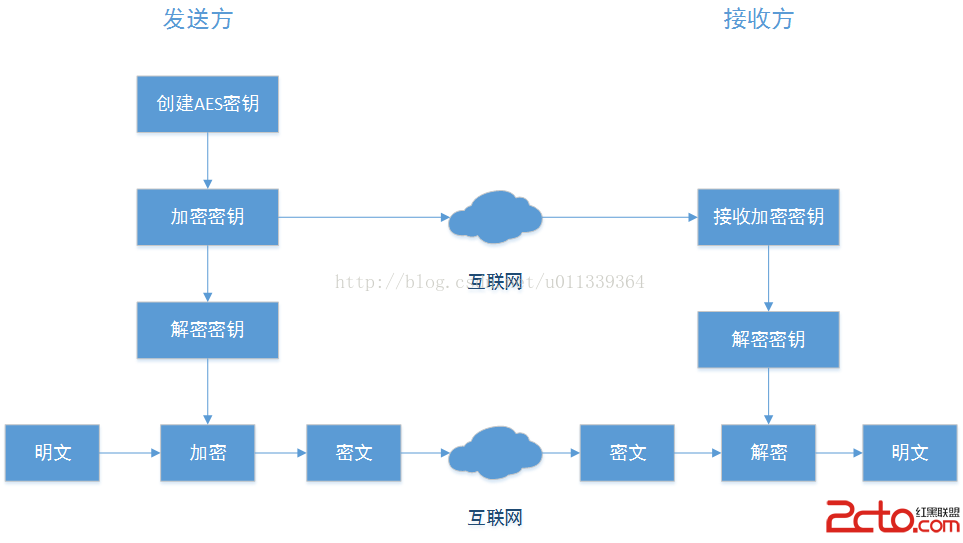 发送方
接收方
创建AES密钥
加密密钥
接收加密密钥
互联网
http://blog.csdn.net/u011339364
解密密钥
解密密钥
明文
加密
密文
密文
解密
明文
互联网
2cto.com
红黑联盟